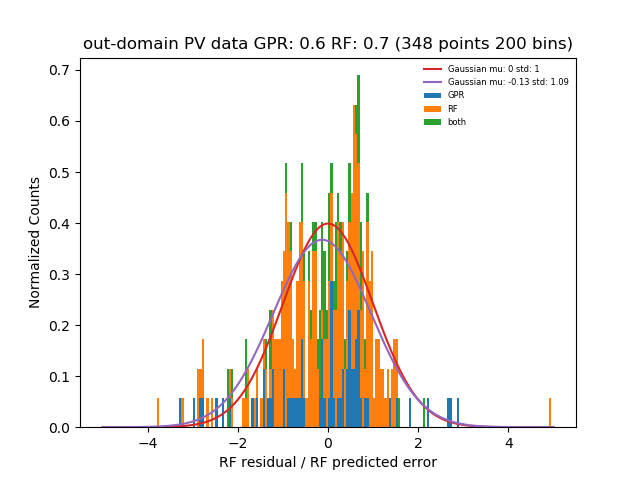 out-domain PV data GPR: 0.6 RF: 0.7 (348 points 200 bins)
Gaussian mu: 0 std: 1
Gaussian mu: -0.13 std: 1.09
GPR
RF
both
Normalized Counts
0.7
0.6
0.5
0.4
0.3
0.2
0.1
0.0
−4 −2 0 2 4
RF residual / RF predicted error